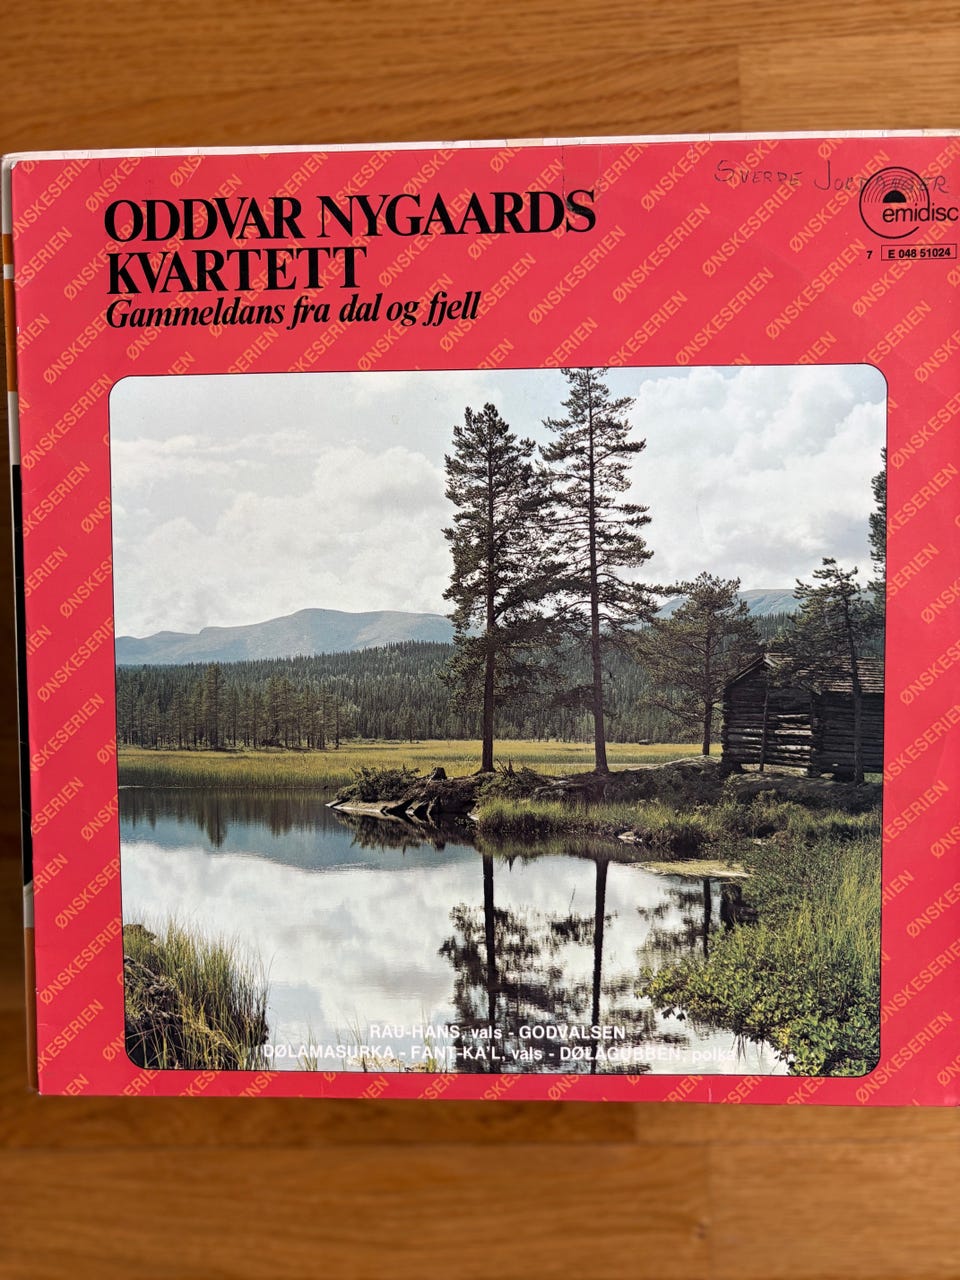 SVERRE
ODDVAR NYGAARDS
KVARTETT
Gammeldans fra dal og fjell
emidisc
7 E 048 51024
ØNSKESERIEN
RAU-HANS, vals - GODVALSEN
DØLAMASURKA - FANT-KA'L, vals - DØLAGUBBEN, polka